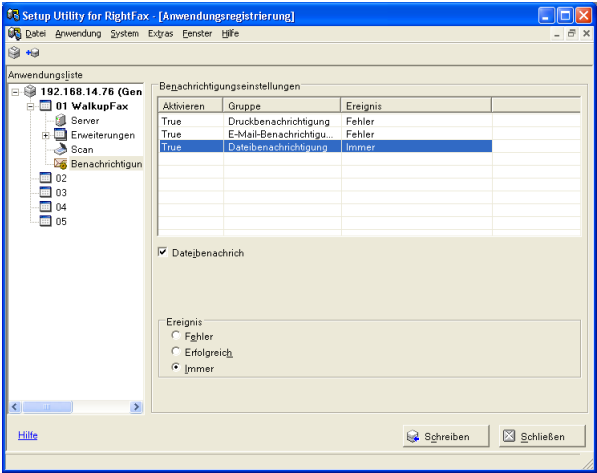 Setup Utility for RightFax - [Anwendungsregistrierung]
Datei Anwendung System Extras Fenster Hilfe
Anwendungsliste
192.168.14.76 (Gen
01 WalkupFax
Server
Erweiterungen
Scan
Benachrichtigun
02
03
04
05
Benachrichtigungseinstellungen
Aktivieren Gruppe Ereignis
True Druckbenachrichtigung Fehler
True E-Mail-Benachrichtigu... Fehler
True Dateibenachrichtigung Immer
Dateibenachrich
Ereignis
Fehler
Erfolgreich
Immer
Hilfe
Schreiben
Schließen